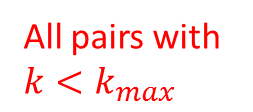 All pairs with
𝑘 < 𝑘𝑚𝑎𝑥